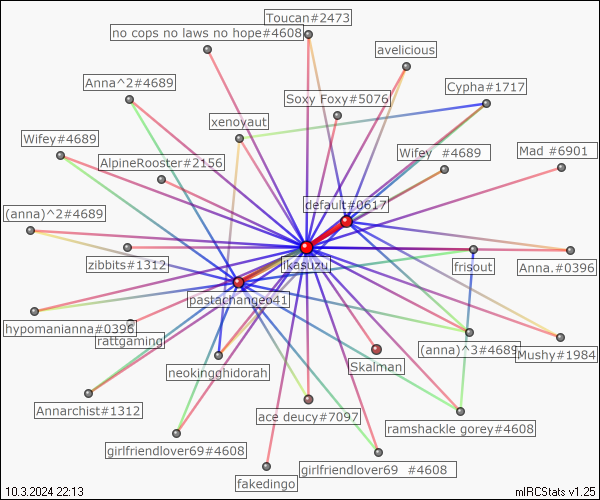 Toucan#2473
no cops no laws no hope#4608
avelicious
Anna^2#4689
Cypha#1717
Soxy Foxy#5076
xenoyaut
Wifey#4689
Wifey  #4689
Mad #6901
AlpineRooster#2156
default#0617
(anna)^2#4689
zibbits#1312
ikasuzu
frisout
Anna.#0396
pastachangeo41
hypomanianna#0396
rattgaming
(anna)^3#4689
Mushy#1984
neokingghidorah
Skalman
Annarchist#1312
ace deucy#7097
ramshackle gorey#4608
girlfriendlover69#4608
girlfriendlover69  #4608
fakedingo
10.3.2024 22:13
mIRCStats v1.25